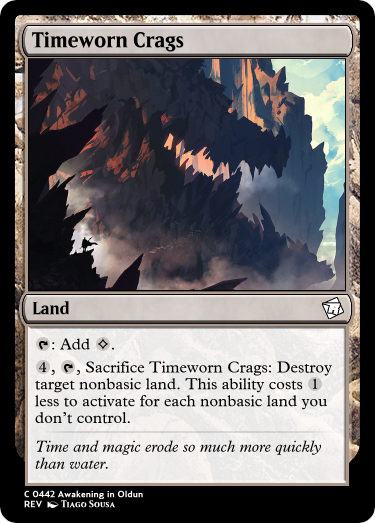 Timeworn Crags
Land
: Add .
4, , Sacrifice Timeworn Crags: Destroy
target nonbasic land. This ability costs 1
less to activate for each nonbasic land you
don't control.
Time and magic erode so much more quickly
than water.
C 0442 Awakening in Oldun
REV Tiago Sousa